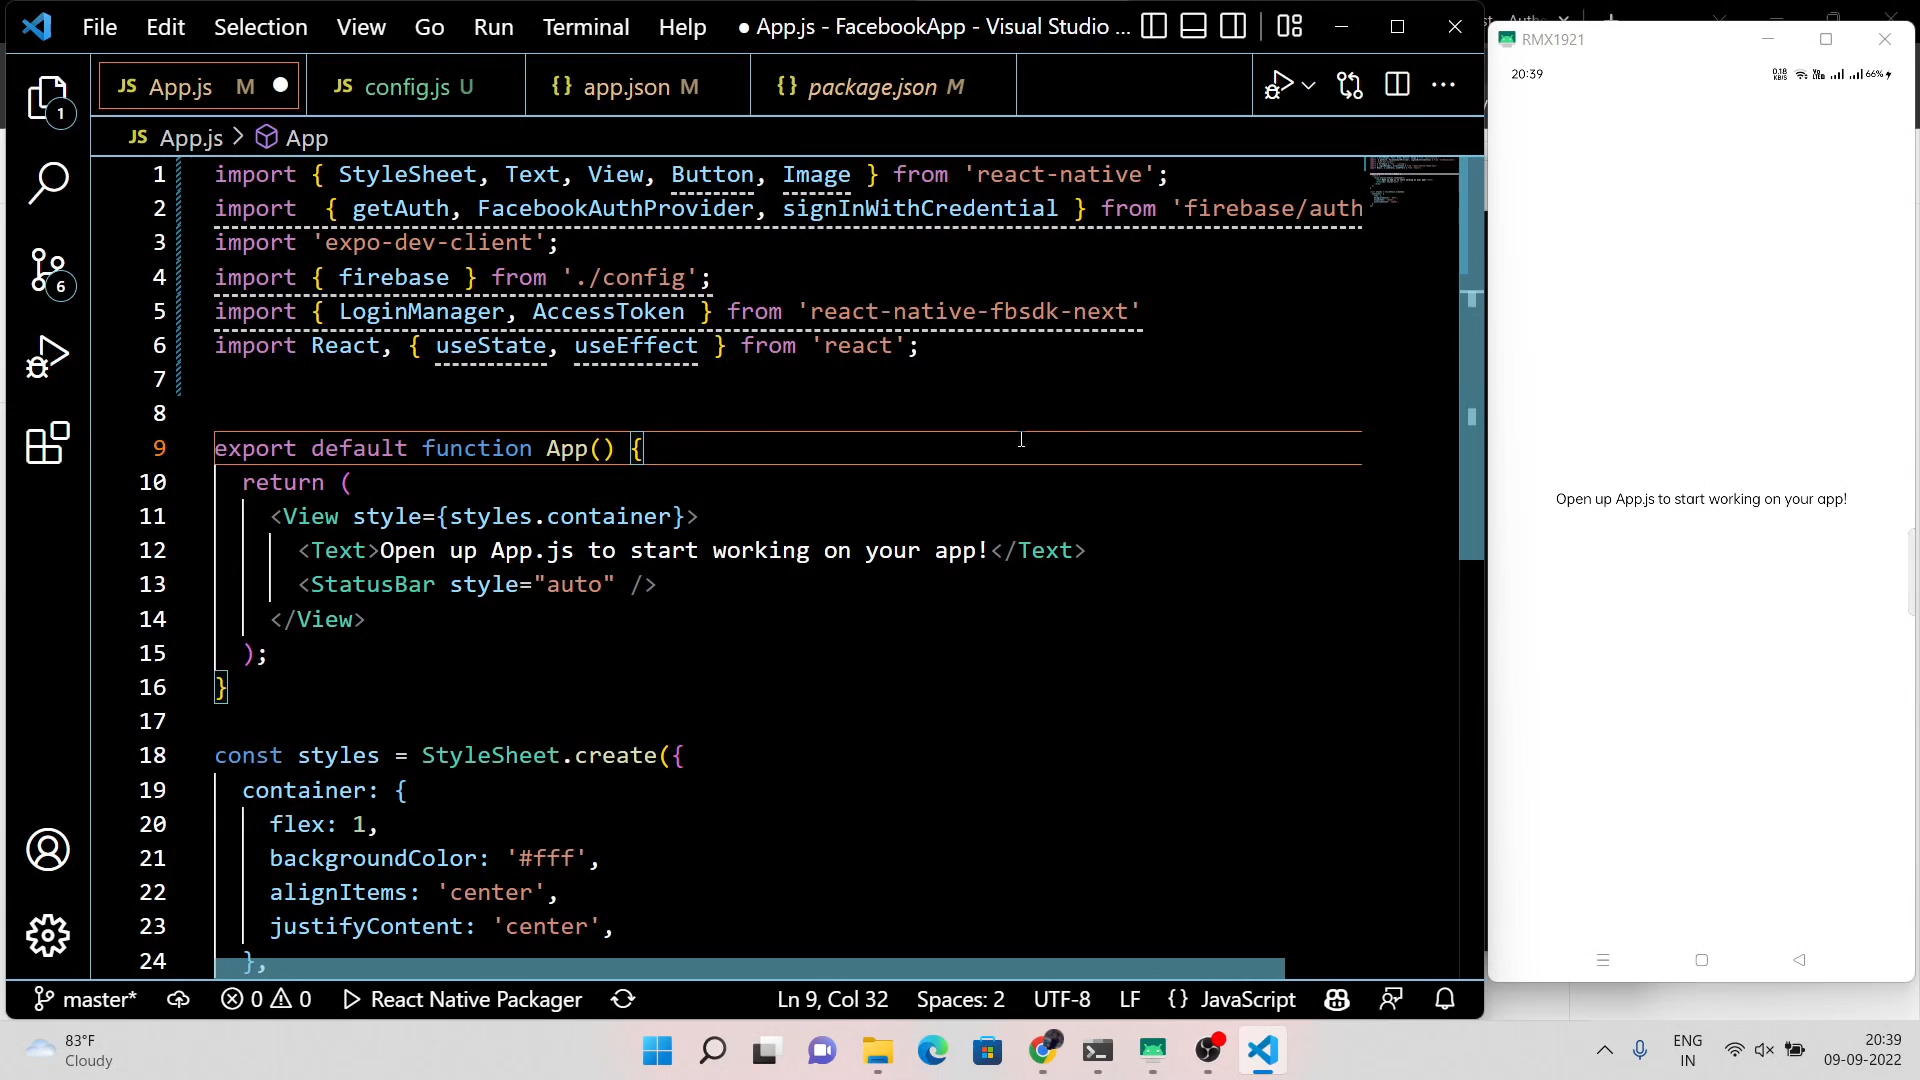 File Edit Selection View Go Run Terminal Help ● App.js - FacebookApp - Visual Studio ...
JS App.js M
JS config.js U
{} app.json M
{} package.json M
JS App.js > App
1 import { StyleSheet, Text, View, Button, Image } from 'react-native';
2 import  { getAuth, FacebookAuthProvider, signInWithCredential } from 'firebase/auth
3 import 'expo-dev-client';
4 import { firebase } from './config';
5 import { LoginManager, AccessToken } from 'react-native-fbsdk-next'
6 import React, { useState, useEffect } from 'react';
7
8
9 export default function App() {
10   return (
11     <View style={styles.container}>
12       <Text>Open up App.js to start working on your app!</Text>
13       <StatusBar style="auto" />
14     </View>
15   );
16 }
17
18 const styles = StyleSheet.create({
19   container: {
20     flex: 1,
21     backgroundColor: '#fff',
22     alignItems: 'center',
23     justifyContent: 'center',
24   },
1
6
master* 0 0 React Native Packager Ln 9, Col 32 Spaces: 2 UTF-8 LF {} JavaScript
RMX1921
20:39
0.18 KB/S 66%
Open up App.js to start working on your app!
83°F
Cloudy
ENG
IN
20:39
09-09-2022